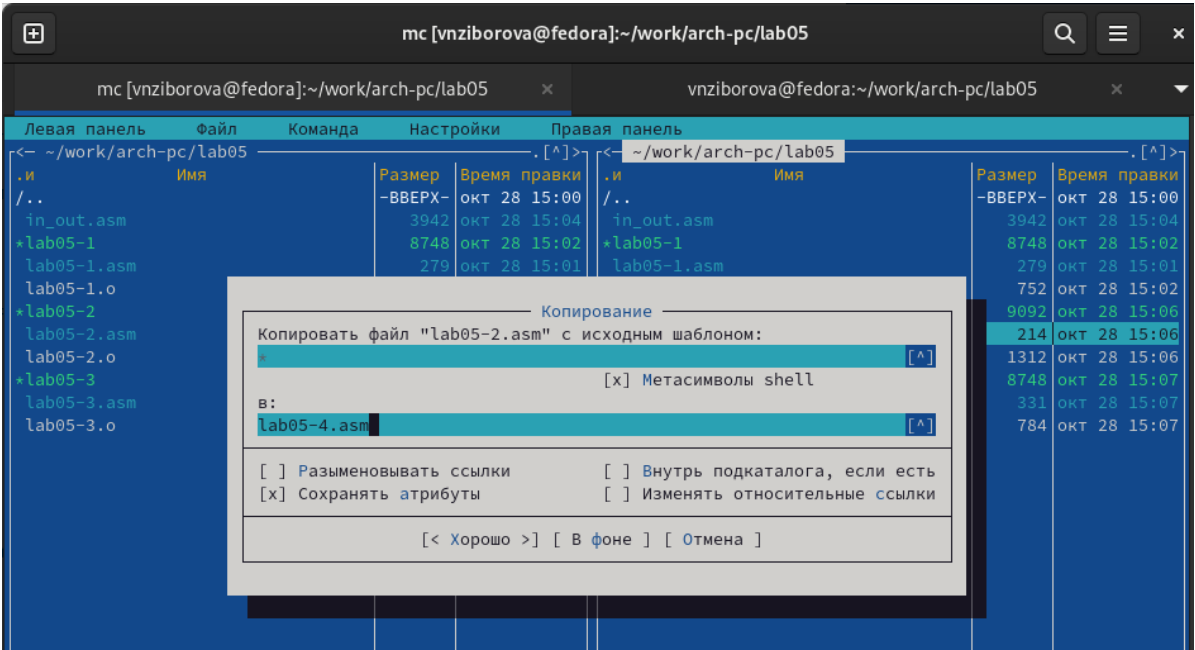 mc [vnziborova@fedora]:~/work/arch-pc/lab05
mc [vnziborova@fedora]:~/work/arch-pc/lab05 × vnziborova@fedora:~/work/arch-pc/lab05 ×
Левая панель Файл Команда Настройки Правая панель
<— ~/work/arch-pc/lab05 .[^]> <— ~/work/arch-pc/lab05 .[^]>
.и Имя Размер Время правки .и Имя Размер Время правки
/.. -ВВЕРХ- окт 28 15:00 /.. -ВВЕРХ- окт 28 15:00
in_out.asm 3942 окт 28 15:04 in_out.asm 3942 окт 28 15:04
*lab05-1 8748 окт 28 15:02 *lab05-1 8748 окт 28 15:02
lab05-1.asm 279 окт 28 15:01 lab05-1.asm 279 окт 28 15:01
lab05-1.o 752 окт 28 15:02
*lab05-2 Копирование 9092 окт 28 15:06
lab05-2.asm Копировать файл "lab05-2.asm" с исходным шаблоном: 214 окт 28 15:06
lab05-2.o * [^] 1312 окт 28 15:06
*lab05-3 [x] Метасимволы shell 8748 окт 28 15:07
lab05-3.asm в: 331 окт 28 15:07
lab05-3.o lab05-4.asm [^] 784 окт 28 15:07
[ ] Разыменовывать ссылки [ ] Внутрь подкаталога, если есть
[x] Сохранять атрибуты [ ] Изменять относительные ссылки
[< Хорошо >] [ В фоне ] [ Отмена ]